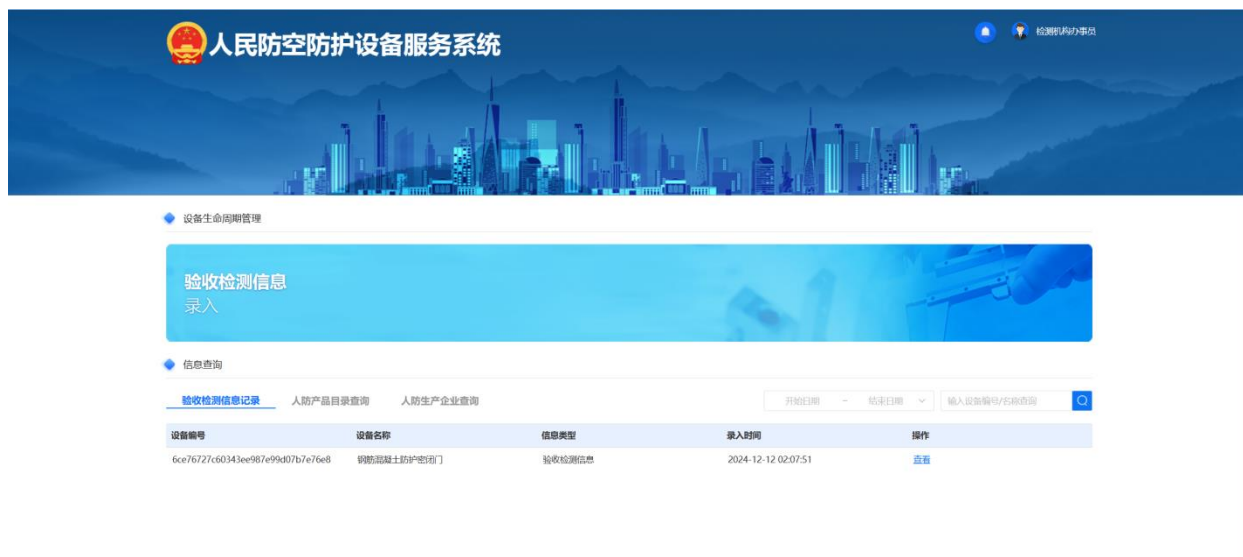 人民防空防护设备服务系统
检测机构办事员
设备生命周期管理
验收检测信息
录入
信息查询
验收检测信息记录 人防产品目录查询 人防生产企业查询 开始日期 - 结束日期 输入设备编号/名称查询
设备编号 设备名称 信息类型 录入时间 操作
6ce76727c60343ee987e99d07b7e76e8 钢筋混凝土防护密闭门 验收检测信息 2024-12-12 02:07:51 查看